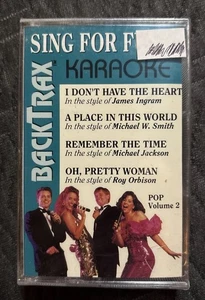 SING FOR
KARAOKE
BACKTRAX
I DON'T HAVE THE HEART
In the style of James Ingram
A PLACE IN THIS WORLD
In the style of Michael W. Smith
REMEMBER THE TIME
In the style of Michael Jackson
OH, PRETTY WOMAN
In the style of Roy Orbison
POP
Volume 2